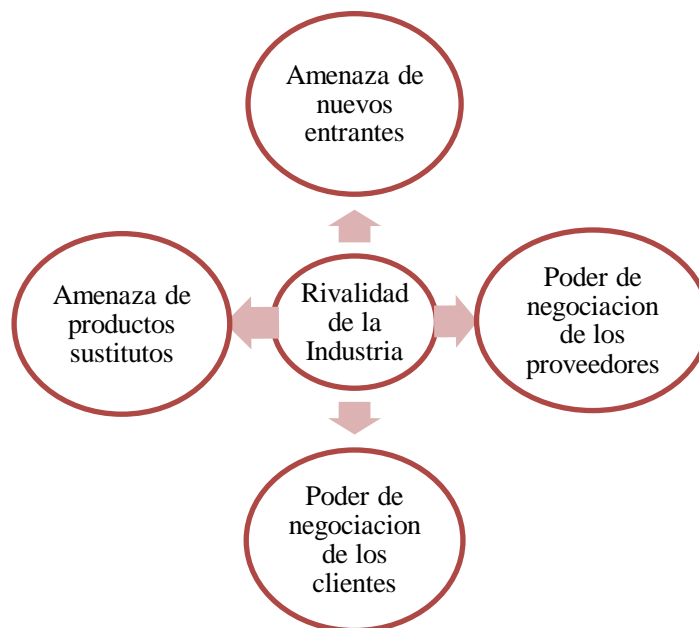 Amenaza de
nuevos
entrantes
Amenaza de
productos
sustitutos
Rivalidad
de la
Industria
Poder de
negociacion
de los
proveedores
Poder de
negociacion
de los
clientes